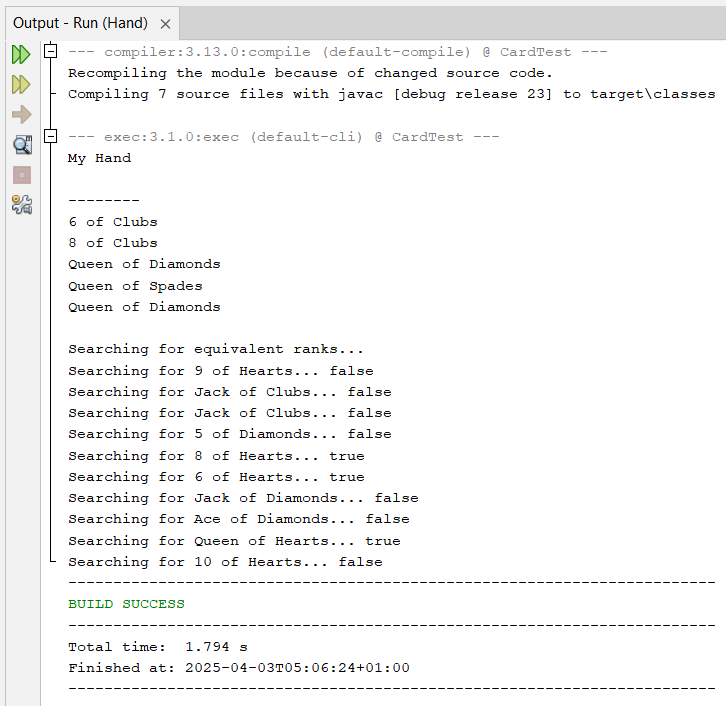 Output - Run (Hand)
--- compiler:3.13.0:compile (default-compile) @ CardTest ---
Recompiling the module because of changed source code.
Compiling 7 source files with javac [debug release 23] to target\classes
--- exec:3.1.0:exec (default-cli) @ CardTest ---
My Hand
--------
6 of Clubs
8 of Clubs
Queen of Diamonds
Queen of Spades
Queen of Diamonds
Searching for equivalent ranks...
Searching for 9 of Hearts... false
Searching for Jack of Clubs... false
Searching for Jack of Clubs... false
Searching for 5 of Diamonds... false
Searching for 8 of Hearts... true
Searching for 6 of Hearts... true
Searching for Jack of Diamonds... false
Searching for Ace of Diamonds... false
Searching for Queen of Hearts... true
Searching for 10 of Hearts... false
------------------------------------------------------------------------
BUILD SUCCESS
------------------------------------------------------------------------
Total time:  1.794 s
Finished at: 2025-04-03T05:06:24+01:00
------------------------------------------------------------------------